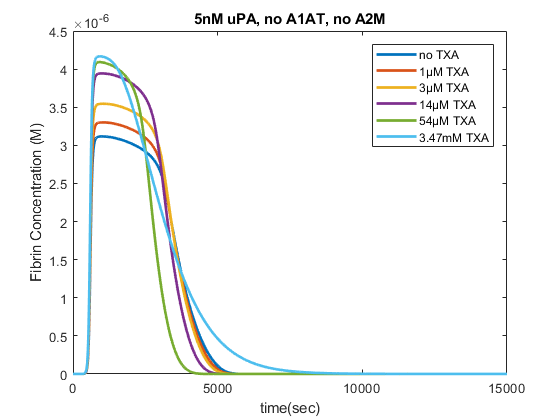 5nM uPA, no A1AT, no A2M
×10⁻⁶
4.5
4
3.5
3
2.5
2
1.5
1
0.5
0
Fibrin Concentration (M)
no TXA
1μM TXA
3μM TXA
14μM TXA
54μM TXA
3.47mM TXA
0 5000 10000 15000
time(sec)